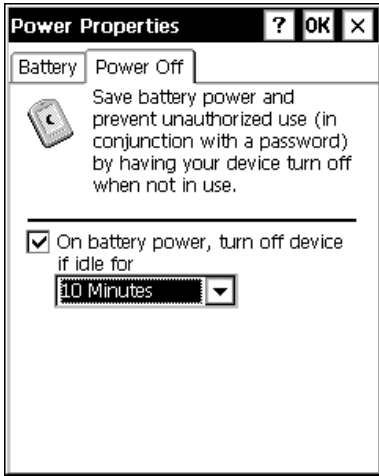 Power Properties ? OK ×
Battery Power Off
Save battery power and
prevent unauthorized use (in
conjunction with a password)
by having your device turn off
when not in use.
On battery power, turn off device
if idle for
10 Minutes